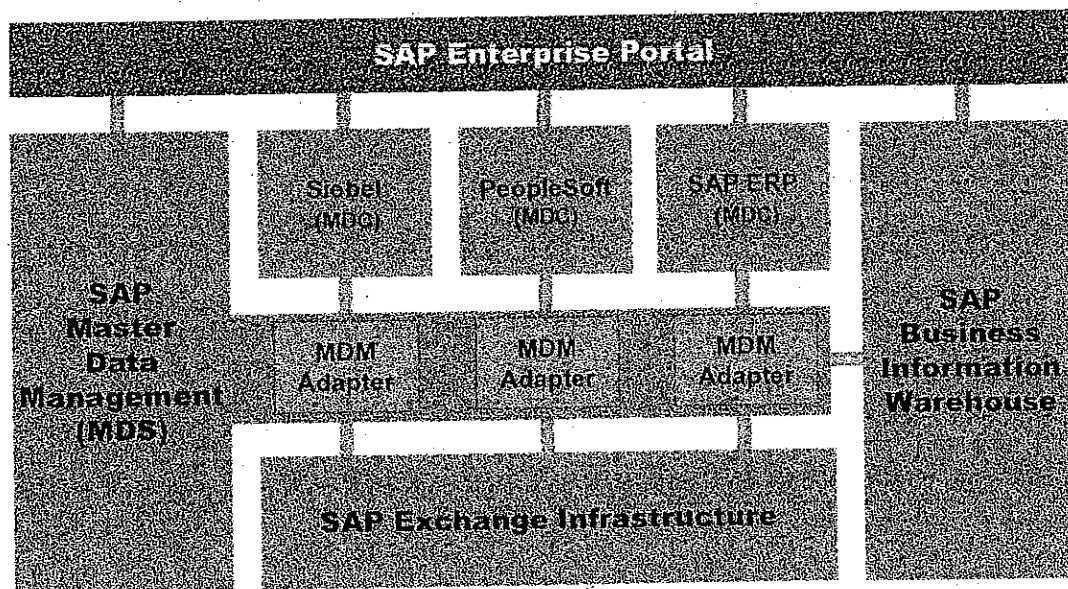 SAP Enterprise Portal
Siebel
(MDC)
PeopleSoft
(MDC)
SAP ERP
(MDC)
SAP
Master
Data
Management
(MDS)
MDM
Adapter
MDM
Adapter
MDM
Adapter
SAP
Business
Information
Warehouse
SAP Exchange Infrastructure